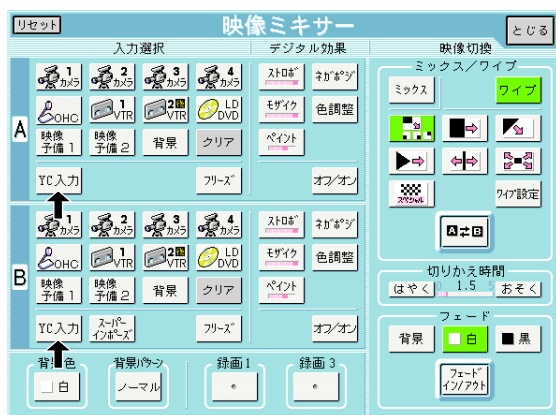 リセット
映像ミキサー
とじる
入力選択
デジタル効果
映像切換
A
1 カメラ
2 カメラ
3 カメラ
4 カメラ
ストロボ
ネガポジ
OHC
1 VTR
2 VTR
LD DVD
モザイク
色調整
映像予備1
映像予備2
背景
クリア
ペイント
YC入力
フリーズ
オフ/オン
B
1 カメラ
2 カメラ
3 カメラ
4 カメラ
ストロボ
ネガポジ
OHC
1 VTR
2 VTR
LD DVD
モザイク
色調整
映像予備1
映像予備2
背景
クリア
ペイント
YC入力
スーパーインポーズ
フリーズ
オフ/オン
背景色
白
背景パターン
ノーマル
録画1
録画3
ミックス/ワイプ
ミックス
ワイプ
スペシャル
ワイプ設定
A⇄B
切りかえ時間
はやく
0 1.5 5
おそく
フェード
背景
白
黒
フェード
イン/アウト